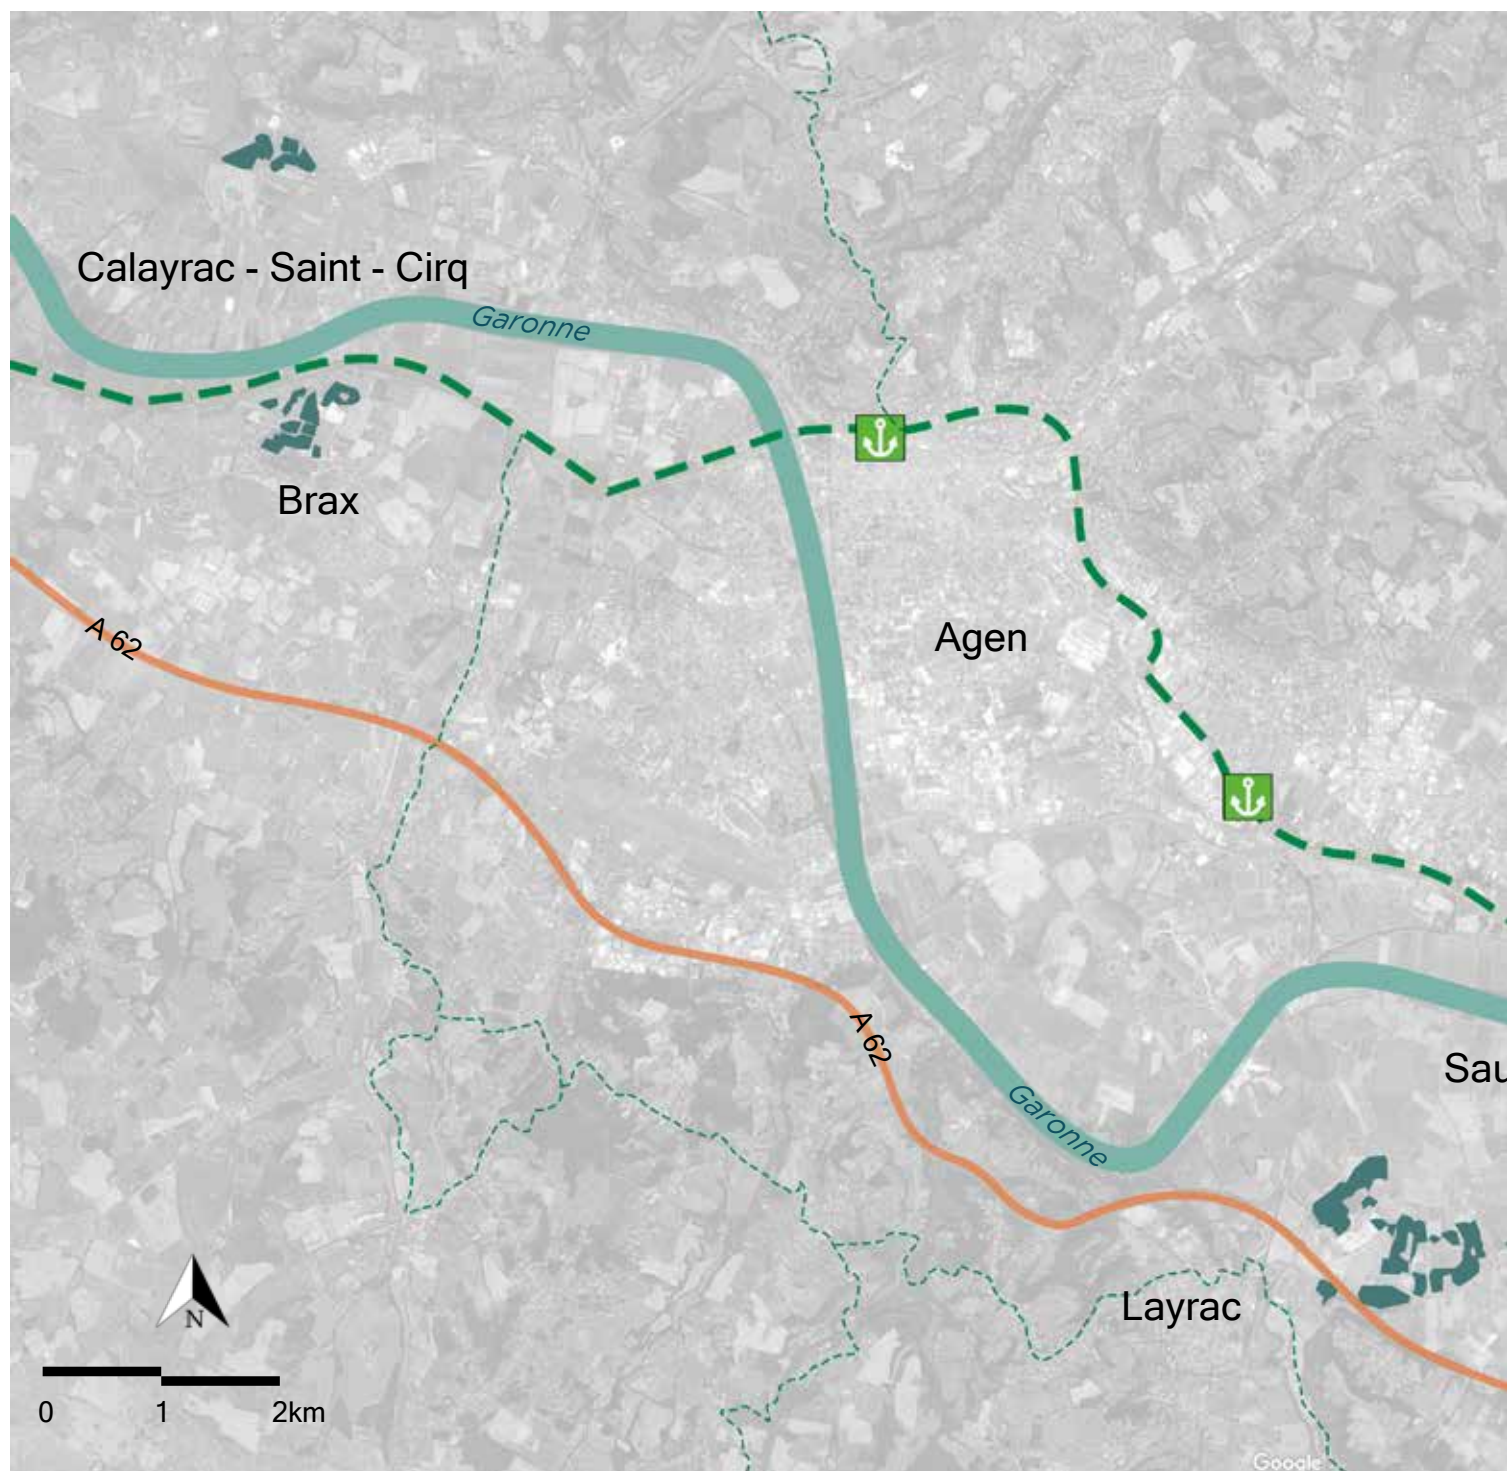 Calayrac - Saint - Cirq
Garonne
Brax
A 62
Agen
A 62
Garonne
Sau
Layrac
N
0 1 2km
Google